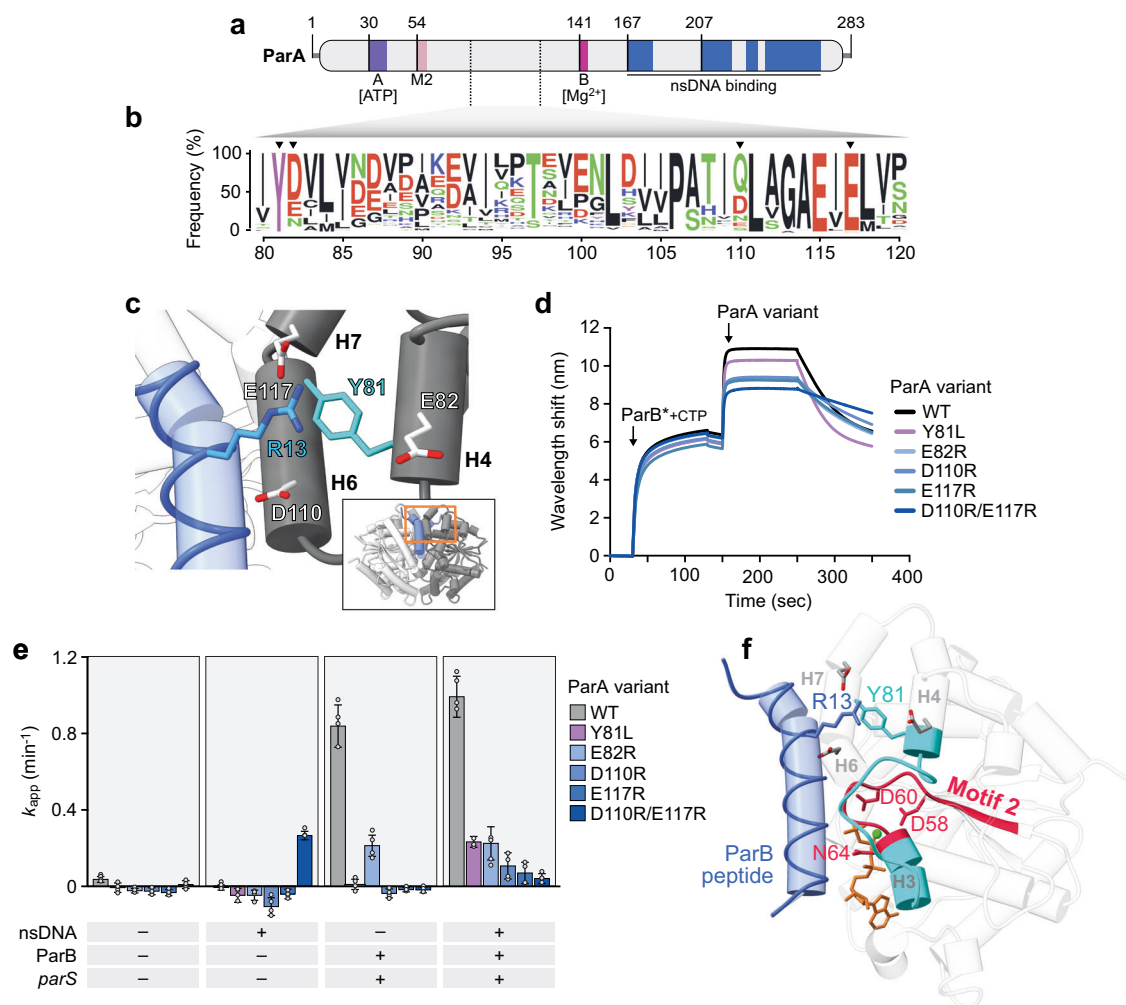 a
1 30 54 141 167 207 283
ParA
A M2 B
[ATP] [Mg2+] nsDNA binding
b
Frequency (%)
100
50
0
80 85 90 95 100 105 110 115 120
c
H7
E117
Y81
E82
R13
H4
H6
D110
d
ParA variant
Wavelength shift (nm)
12
10
8
6
4
2
0
ParB*+CTP
0 100 200 300 400
Time (sec)
ParA variant
WT
Y81L
E82R
D110R
E117R
D110R/E117R
e
kapp (min-1)
1.2
0.8
0.4
0
ParA variant
WT
Y81L
E82R
D110R
E117R
D110R/E117R
nsDNA − + − +
ParB − − + +
parS − − + +
f
H7
R13
Y81
H4
H6
Motif 2
D60
D58
N64
H3
ParB
peptide